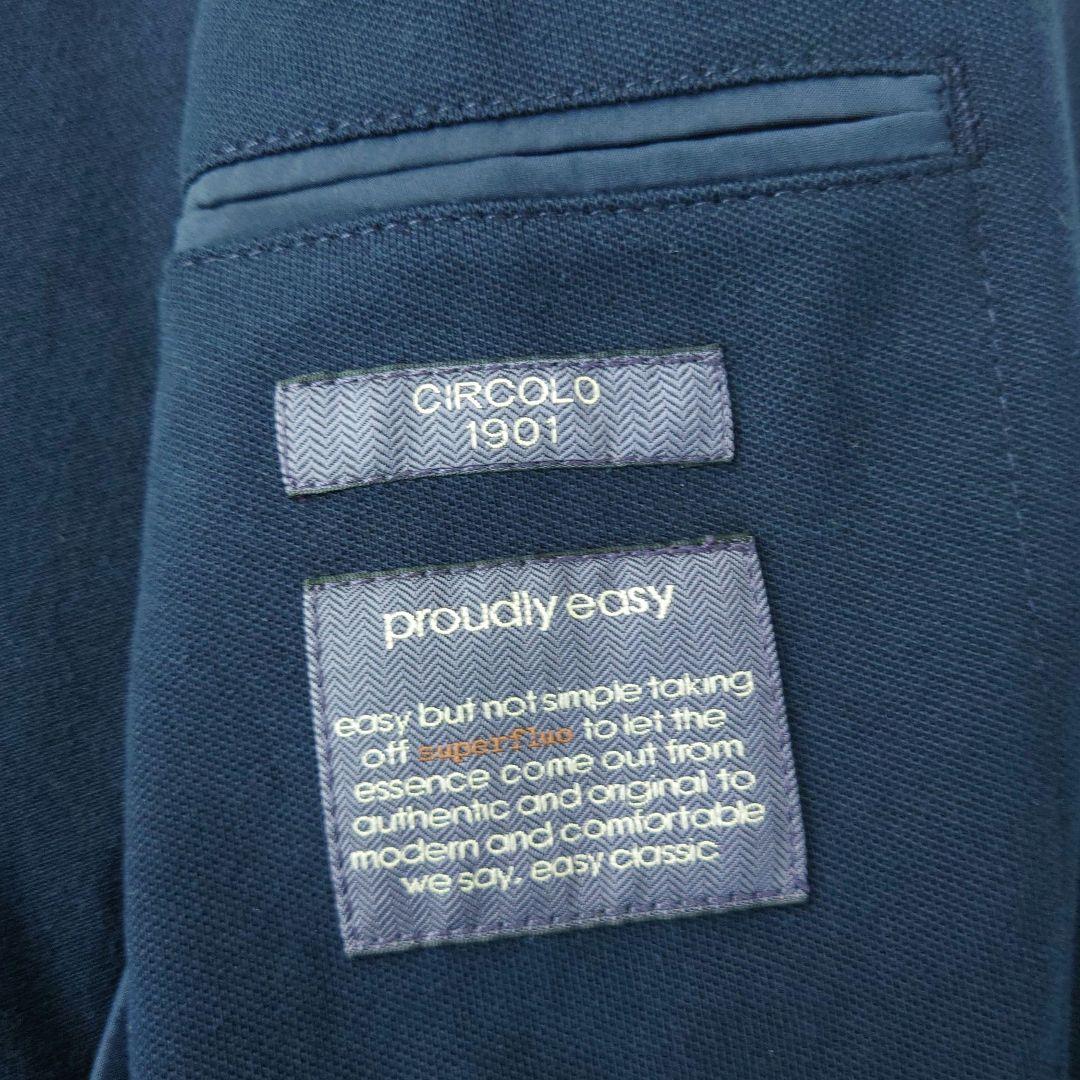 CIRCOLO
1901
proudly easy
easy but not simple taking
off superfluo to let the
essence come out from
authentic and original to
modern and comfortable
we say, easy classic